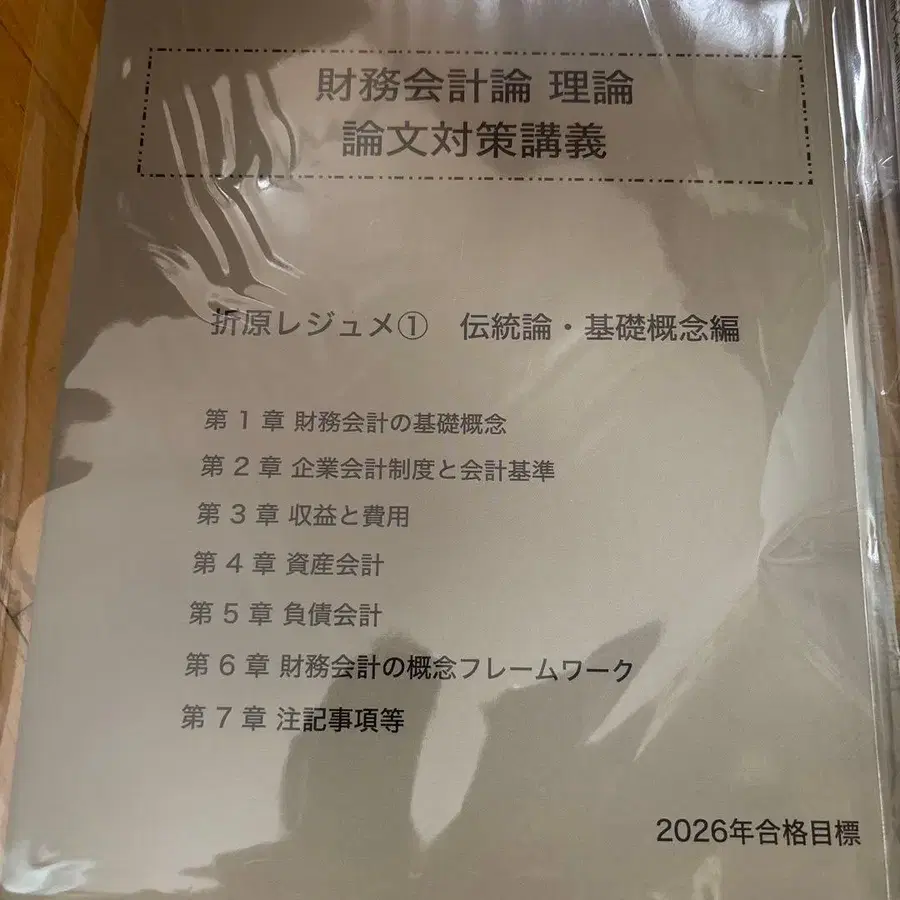 財務会計論 理論
論文対策講義
折原レジュメ① 伝統論・基礎概念編
第 1 章 財務会計の基礎概念
第 2 章 企業会計制度と会計基準
第 3 章 収益と費用
第 4 章 資産会計
第 5 章 負債会計
第 6 章 財務会計の概念フレームワーク
第 7 章 注記事項等
2026年合格目標